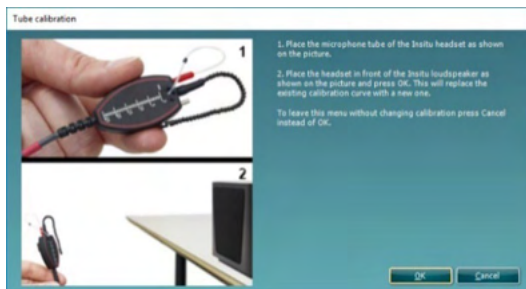 Tube calibration
1
1. Place the microphone tube of the Insitu headset as shown
on the picture.
2. Place the headset in front of the Insitu loudspeaker as
shown on the picture and press OK. This will replace the
existing calibration curve with a new one.
To leave this menu without changing calibration press Cancel
instead of OK.
2
OK
Cancel